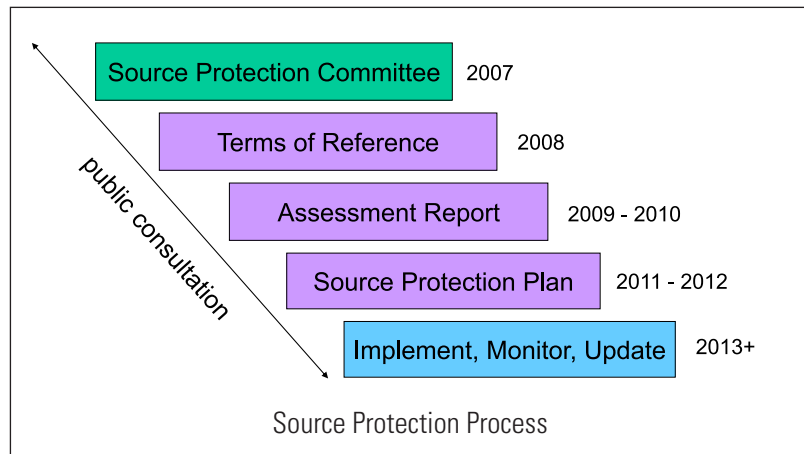 Source Protection Committee 2007
Terms of Reference 2008
Assessment Report 2009 - 2010
Source Protection Plan 2011 - 2012
Implement, Monitor, Update 2013+
public consultation
Source Protection Process